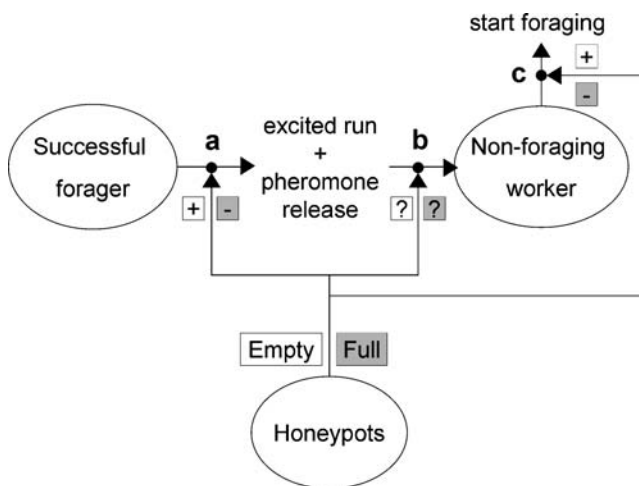 start foraging
+
c
-
a
b
Successful
forager
excited run
+
pheromone
release
Non-foraging
worker
+
-
?
?
Empty
Full
Honeypots